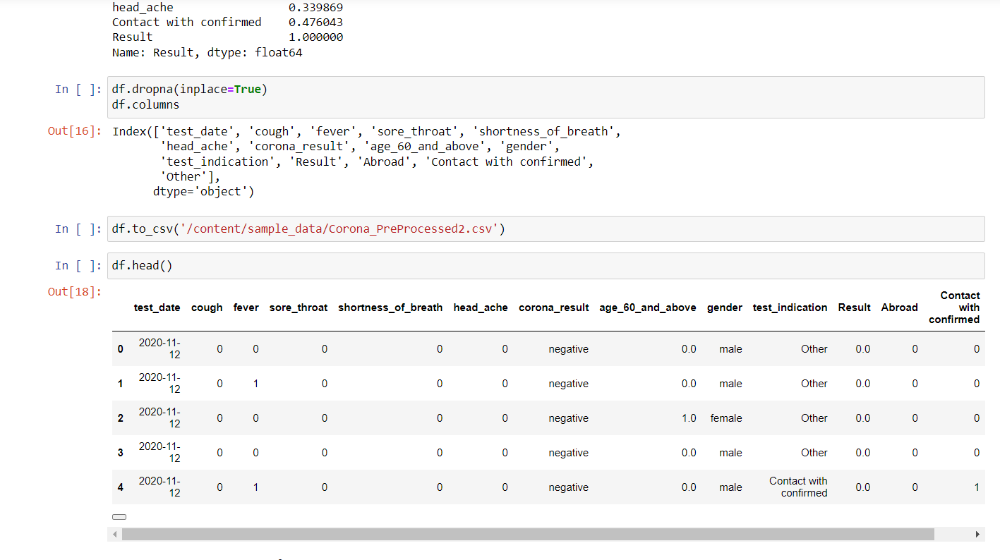 head_ache 0.339869
Contact with confirmed 0.476043
Result 1.000000
Name: Result, dtype: float64
In [ ]: df.dropna(inplace=True)
df.columns
Out[16]: Index(['test_date', 'cough', 'fever', 'sore_throat', 'shortness_of_breath',
'head_ache', 'corona_result', 'age_60_and_above', 'gender',
'test_indication', 'Result', 'Abroad', 'Contact with confirmed',
'Other'],
dtype='object')
In [ ]: df.to_csv('/content/sample_data/Corona_PreProcessed2.csv')
In [ ]: df.head()
Out[18]:
test_date cough fever sore_throat shortness_of_breath head_ache corona_result age_60_and_above gender test_indication Result Abroad Contact
with
confirmed
0 2020-11-
12 0 0 0 0 0 negative 0.0 male Other 0.0 0 0
1 2020-11-
12 0 1 0 0 0 negative 0.0 male Other 0.0 0 0
2 2020-11-
12 0 0 0 0 0 negative 1.0 female Other 0.0 0 0
3 2020-11-
12 0 0 0 0 0 negative 0.0 male Other 0.0 0 0
4 2020-11-
12 0 1 0 0 0 negative 0.0 male Contact with
confirmed 0.0 0 1